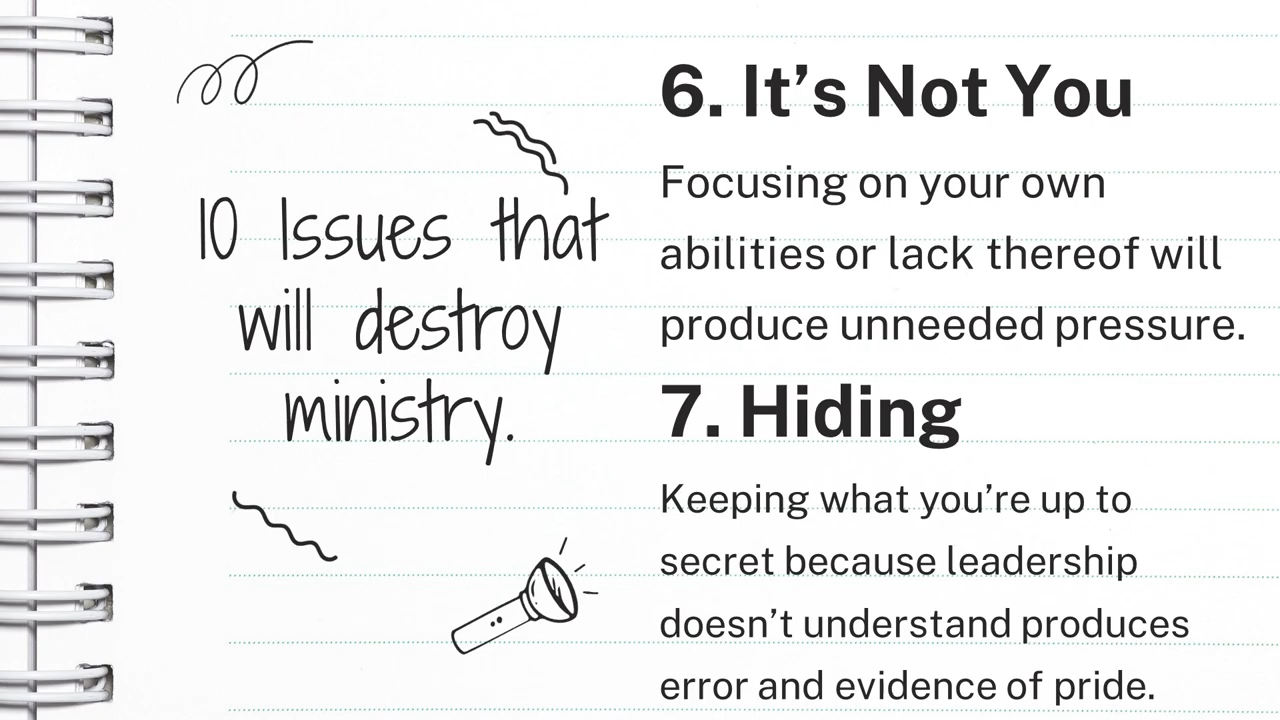 10 Issues that
will destroy
ministry.
6. It’s Not You
Focusing on your own
abilities or lack thereof will
produce unneeded pressure.
7. Hiding
Keeping what you’re up to
secret because leadership
doesn’t understand produces
error and evidence of pride.